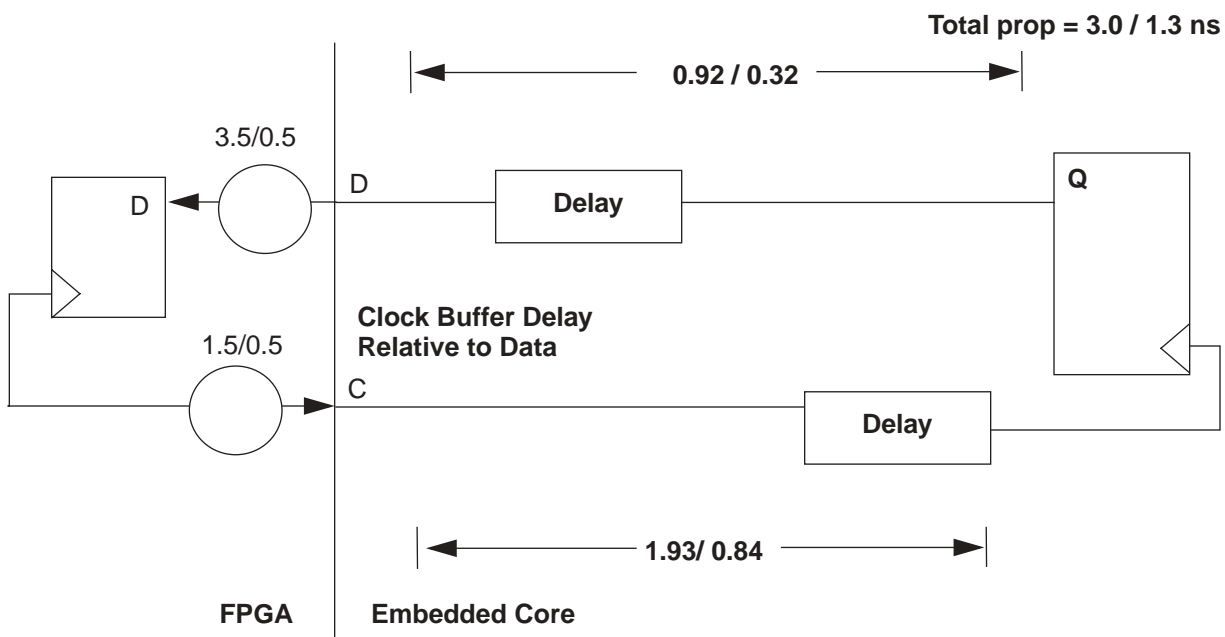 Total prop = 3.0 / 1.3 ns
0.92 / 0.32
3.5/0.5
D
D
Delay
Q
Clock Buffer Delay
Relative to Data
1.5/0.5
C
Delay
1.93/ 0.84
FPGA
Embedded Core